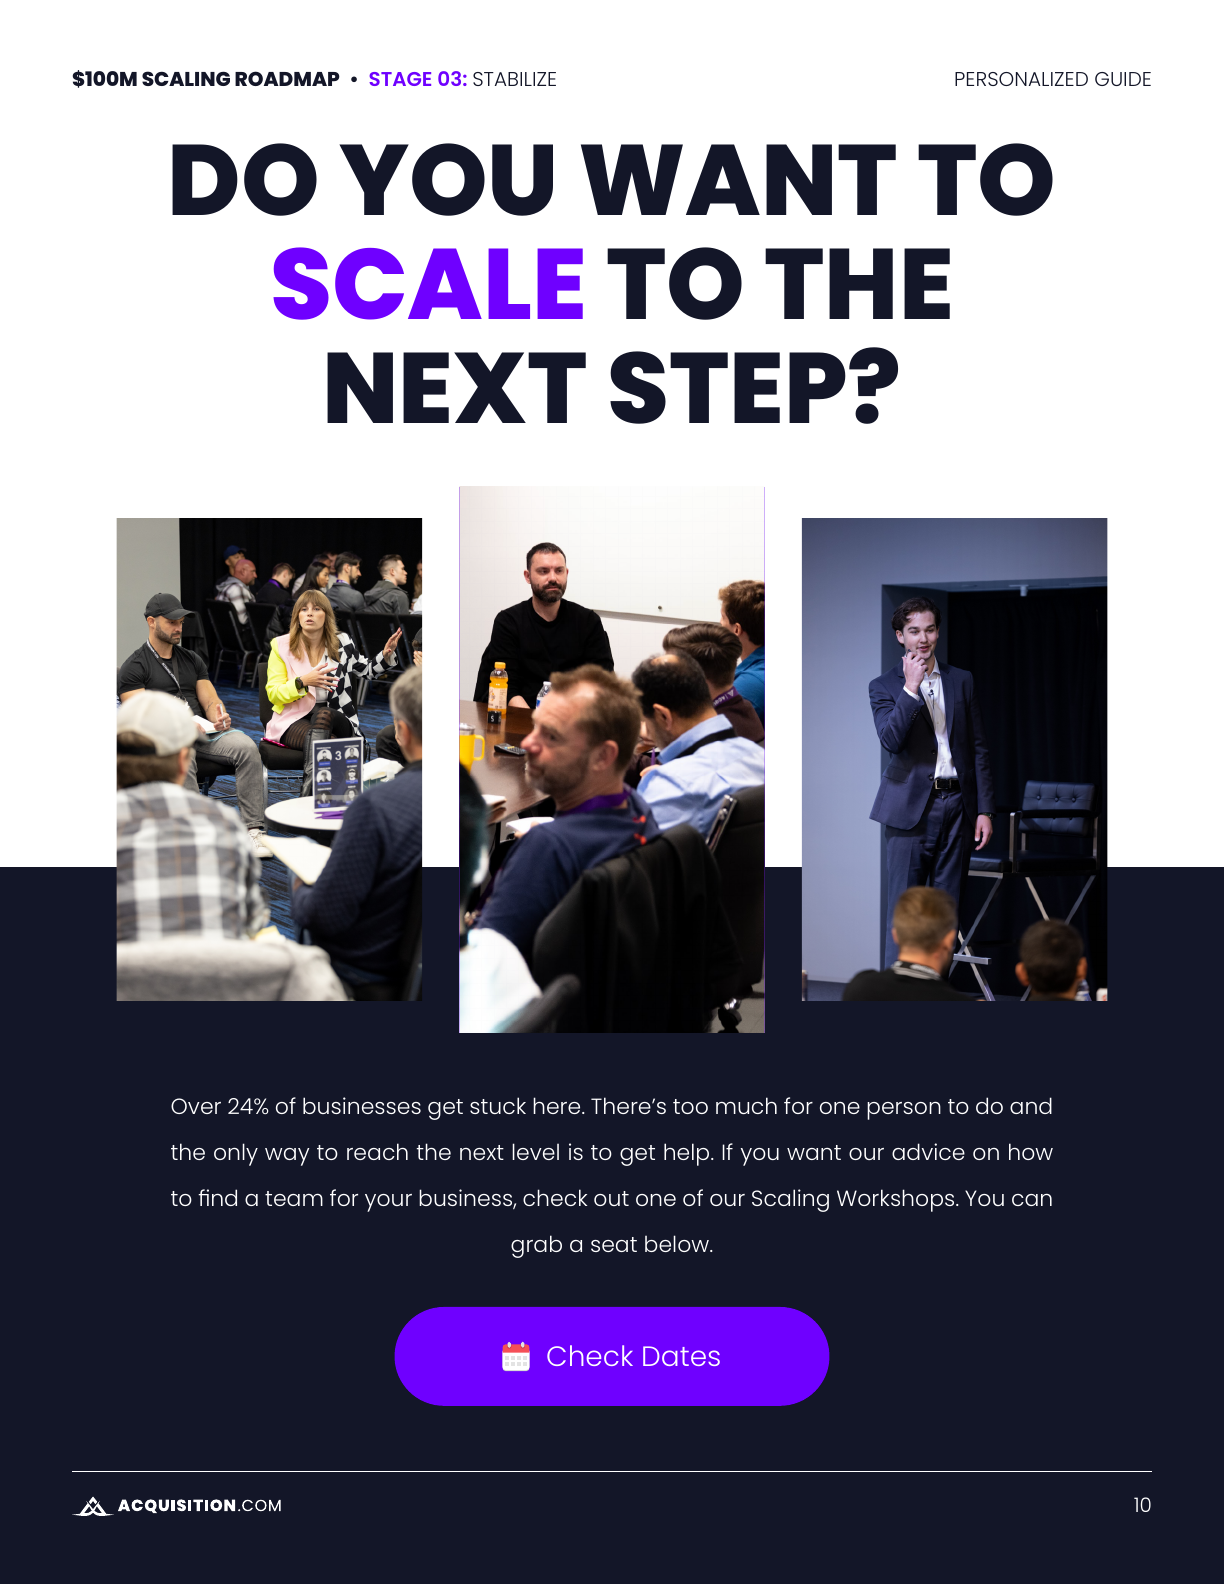 $100M SCALING ROADMAP • STAGE 03: STABILIZE
PERSONALIZED GUIDE
DO YOU WANT TO
SCALE TO THE
NEXT STEP?
3
Over 24% of businesses get stuck here. There’s too much for one person to do and
the only way to reach the next level is to get help. If you want our advice on how
to find a team for your business, check out one of our Scaling Workshops. You can
grab a seat below.
Check Dates
ACQUISITION.COM
10